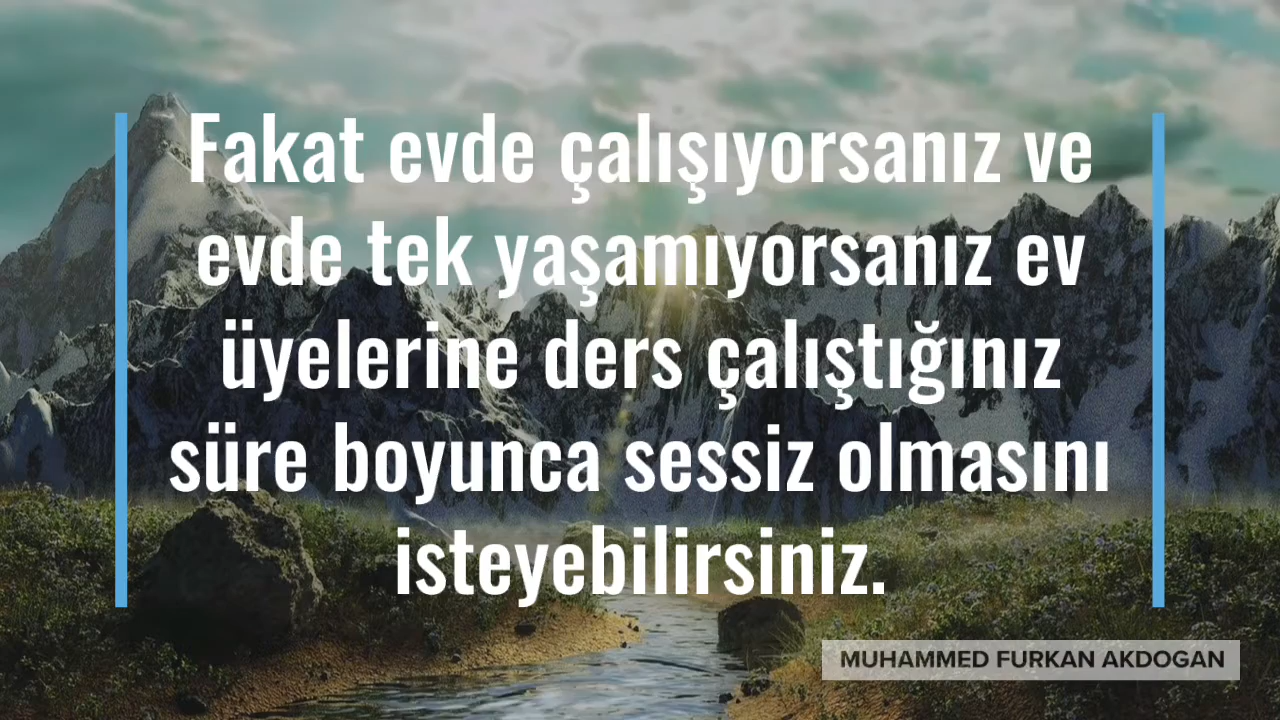 Fakat evde çalışıyorsanız ve
evde tek yaşamıyorsanız ev
üyelerine ders çalıştığınız
süre boyunca sessiz olmasını
isteyebilirsiniz.
MUHAMMED FURKAN AKDOGAN